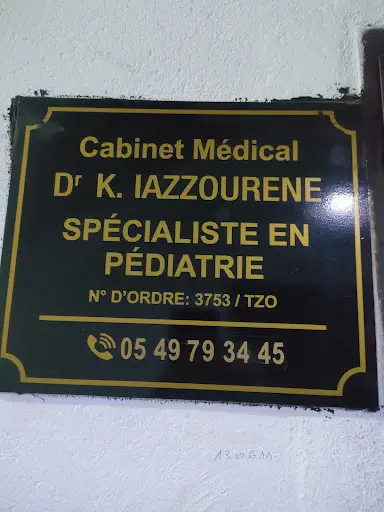 Cabinet Médical
Dʳ K. IAZZOURENE
SPÉCIALISTE EN
PÉDIATRIE
N° D'ORDRE: 3753 / TZO
05 49 79 34 45